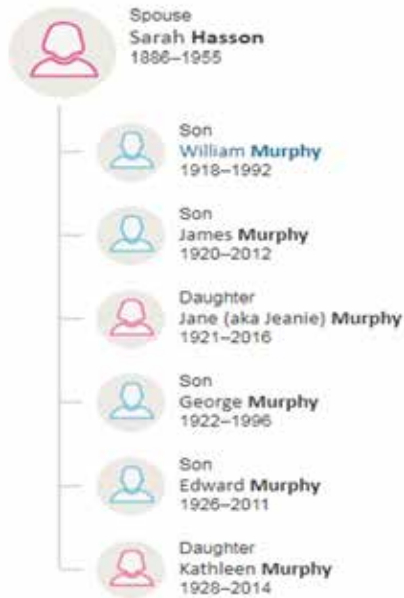 Spouse
Sarah Hasson
1886–1955
Son
William Murphy
1918–1992
Son
James Murphy
1920–2012
Daughter
Jane (aka Jeanie) Murphy
1921–2016
Son
George Murphy
1922–1996
Son
Edward Murphy
1926–2011
Daughter
Kathleen Murphy
1928–2014